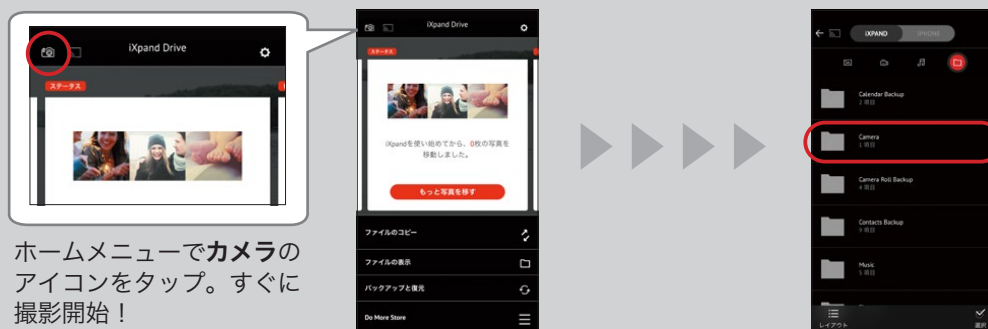 iXpand Drive
ステータス
ホームメニューでカメラの
アイコンをタップ。すぐに
撮影開始！
iXpand Drive
ステータス
iXpandを使い始めてから、0枚の写真を
移動しました。
もっと写真を移す
ファイルのコピー
ファイルの表示
バックアップと復元
Do More Store
iXPAND
IPHONE
Calendar Backup
2 項目
Camera
1 項目
Camera Roll Backup
4 項目
Contacts Backup
9 項目
Music
5 項目
レイアウト
選択